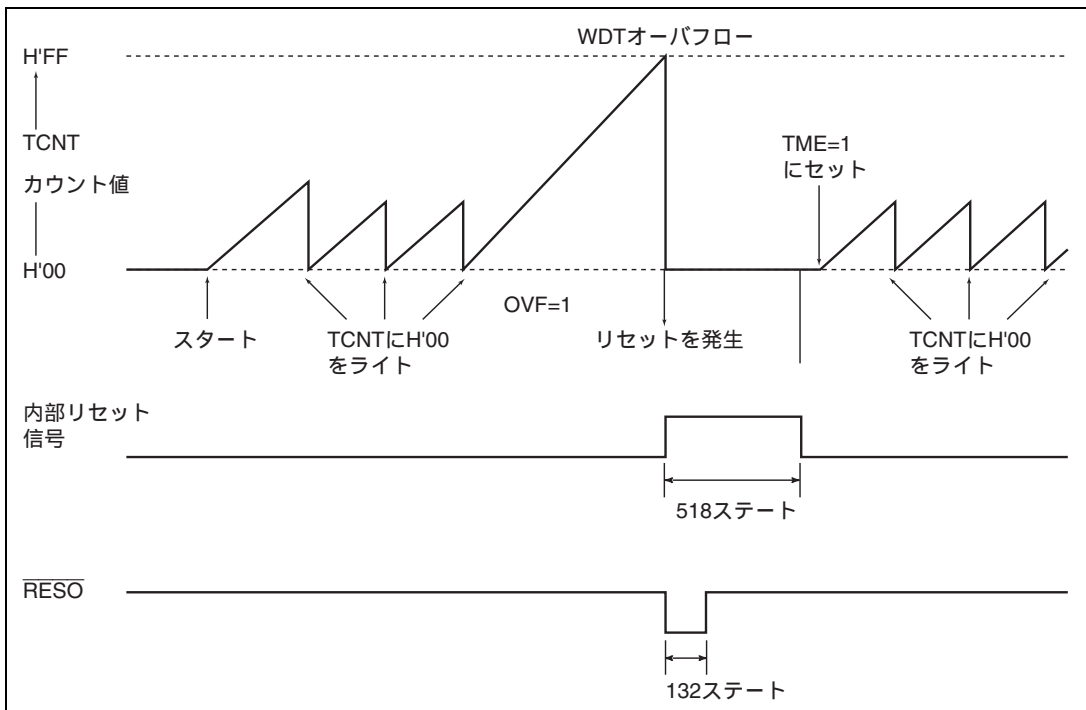 WDTオーバフロー
H'FF
TCNT
カウント値
H'00
TME=1
にセット
OVF=1
スタート
TCNTにH'00
をライト
リセットを発生
TCNTにH'00
をライト
内部リセット
信号
518ステート
RESO
132ステート